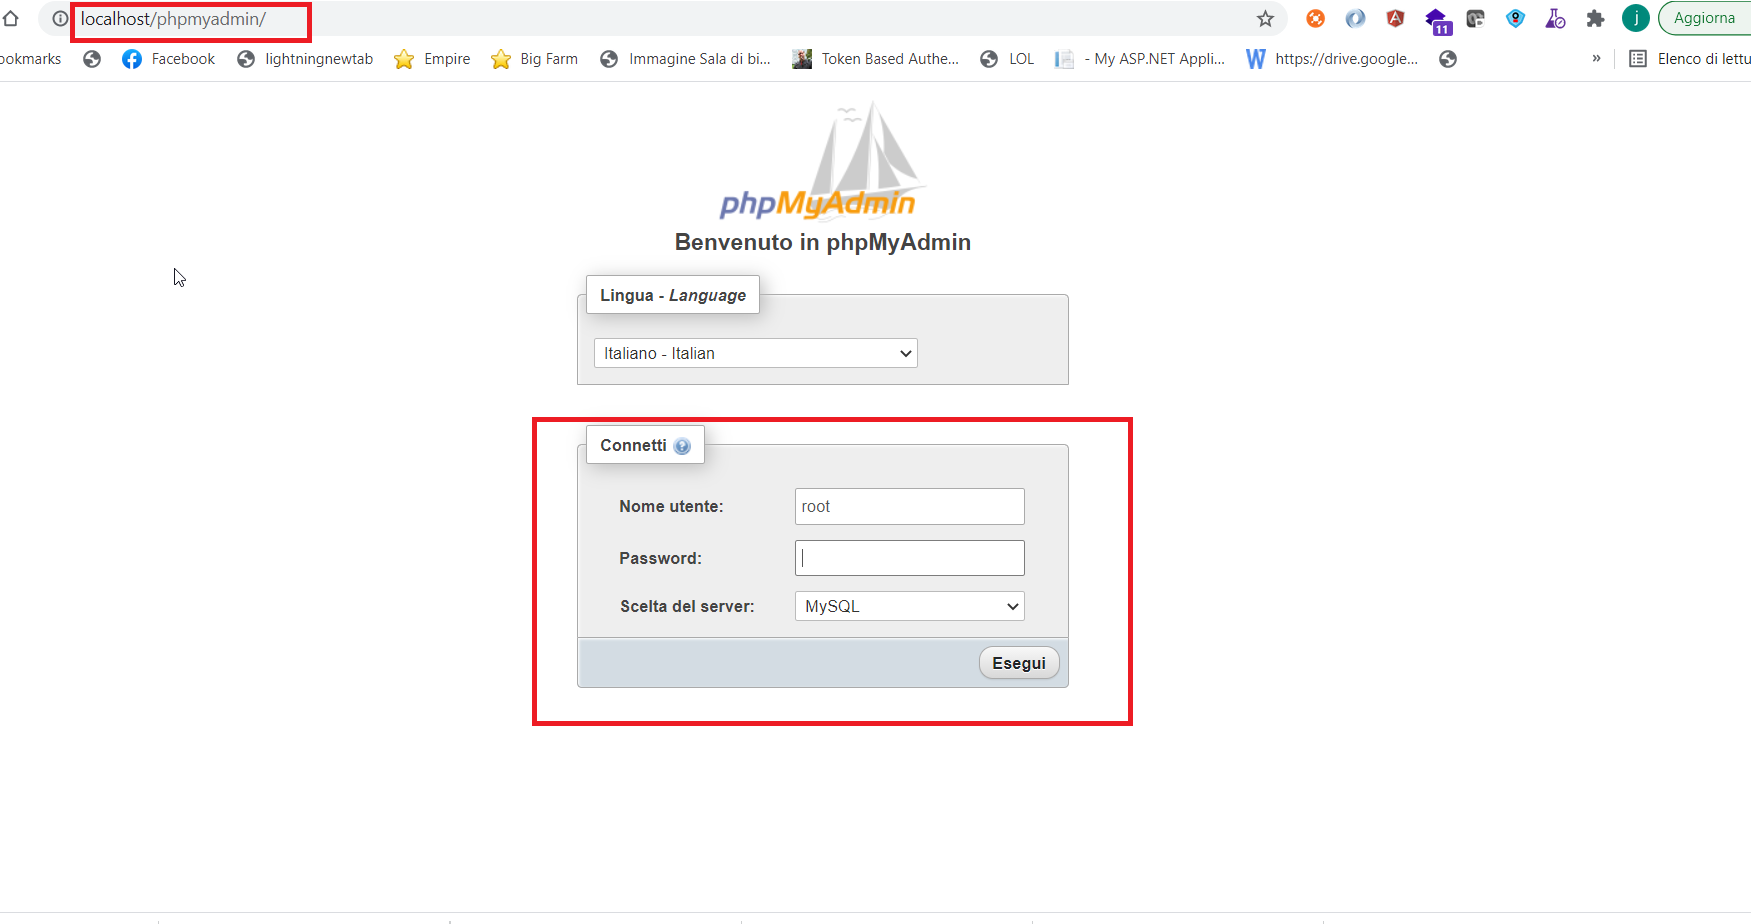 localhost/phpmyadmin/
j
Aggiorna
11
ookmarks
Facebook
lightningnewtab
Empire
Big Farm
Immagine Sala di bi...
Token Based Authe...
LOL
- My ASP.NET Appli...
https://drive.google...
»
Elenco di lettu
phpMyAdmin
Benvenuto in phpMyAdmin
Lingua - Language
Italiano - Italian
Connetti
Nome utente:
root
Password:
Scelta del server:
MySQL
Esegui